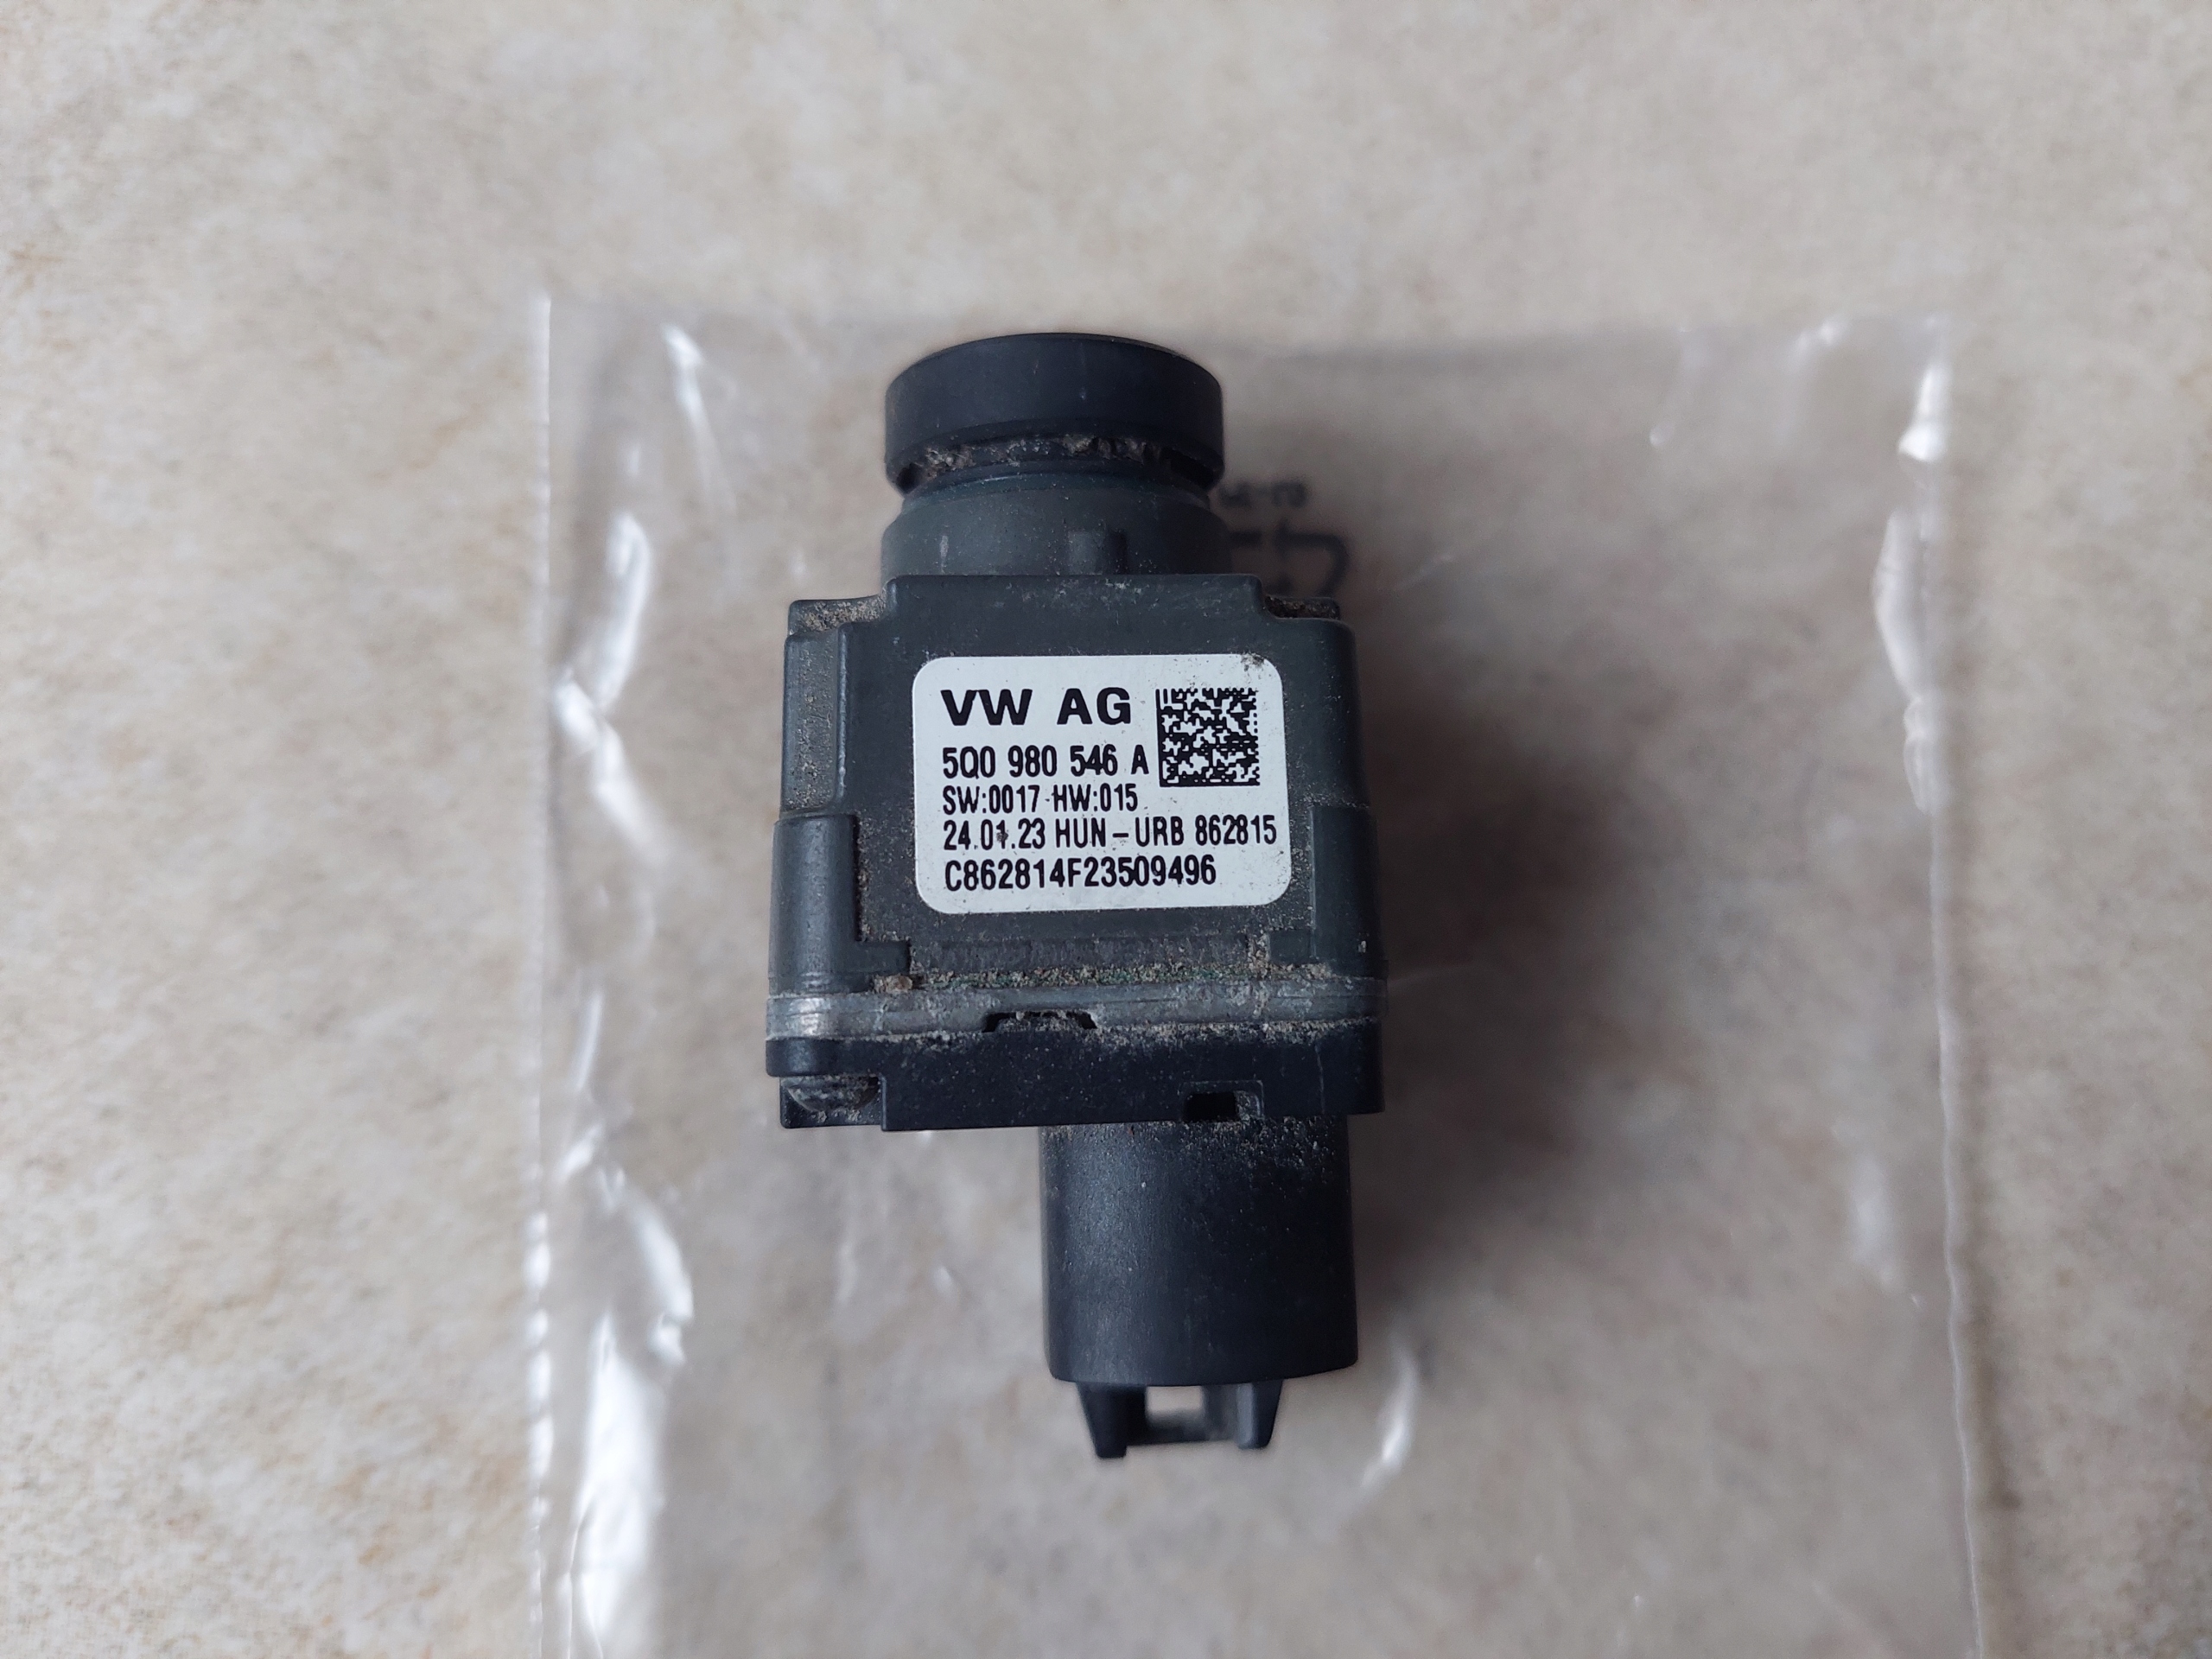 VW AG
5Q0 980 546 A
SW:0017 HW:015
24.01.23 HUN-URB 862815
C862814F23509496